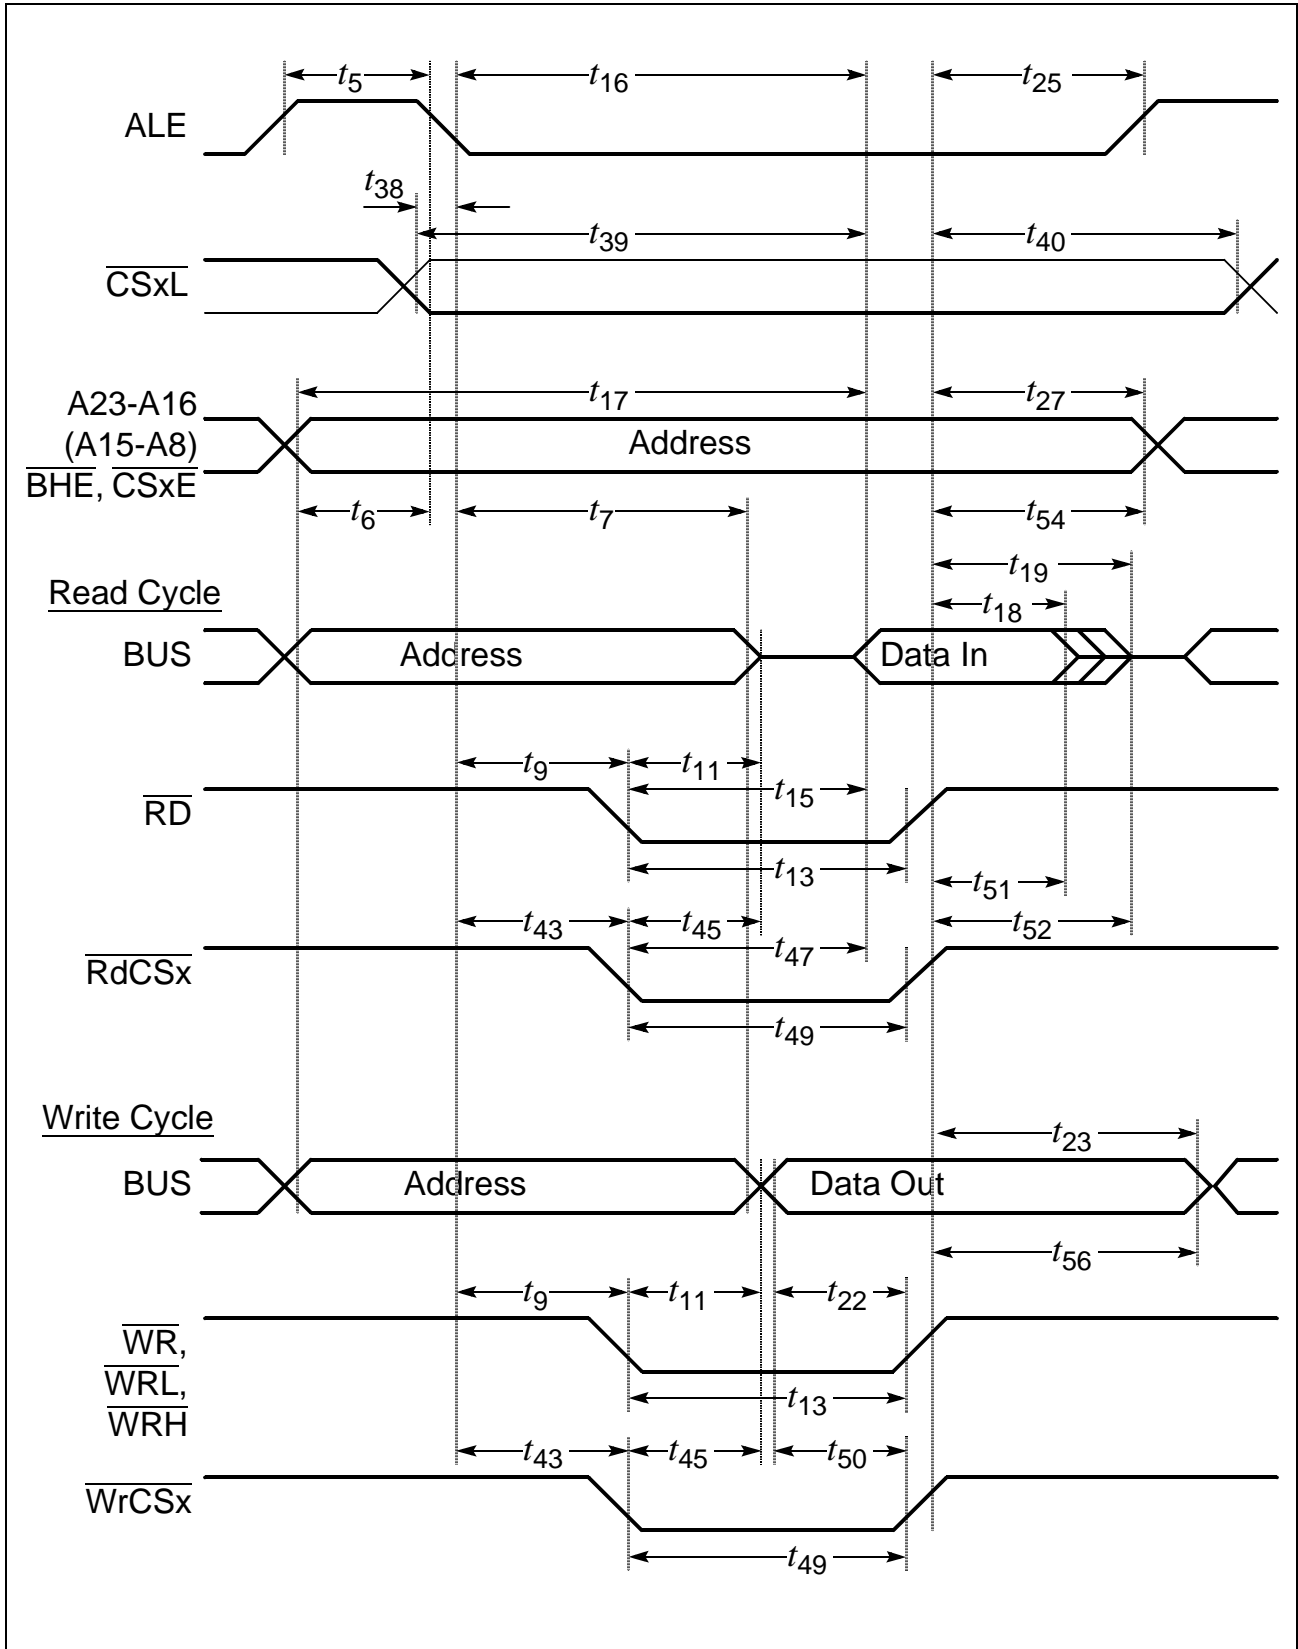 t5 t16 t25
ALE
t38
t39 t40
CSxL
t17 t27
A23-A16
(A15-A8)
BHE, CSxE
Address
t6 t7 t54
t19
Read Cycle
t18
BUS Address Data In
t9 t11
t15
RD
t13
t51
t43 t45 t52
t47
RdCSx
t49
Write Cycle
t23
BUS Address Data Out
t56
t9 t11 t22
WR,
WRL,
WRH
t13
t43 t45 t50
WrCSx
t49